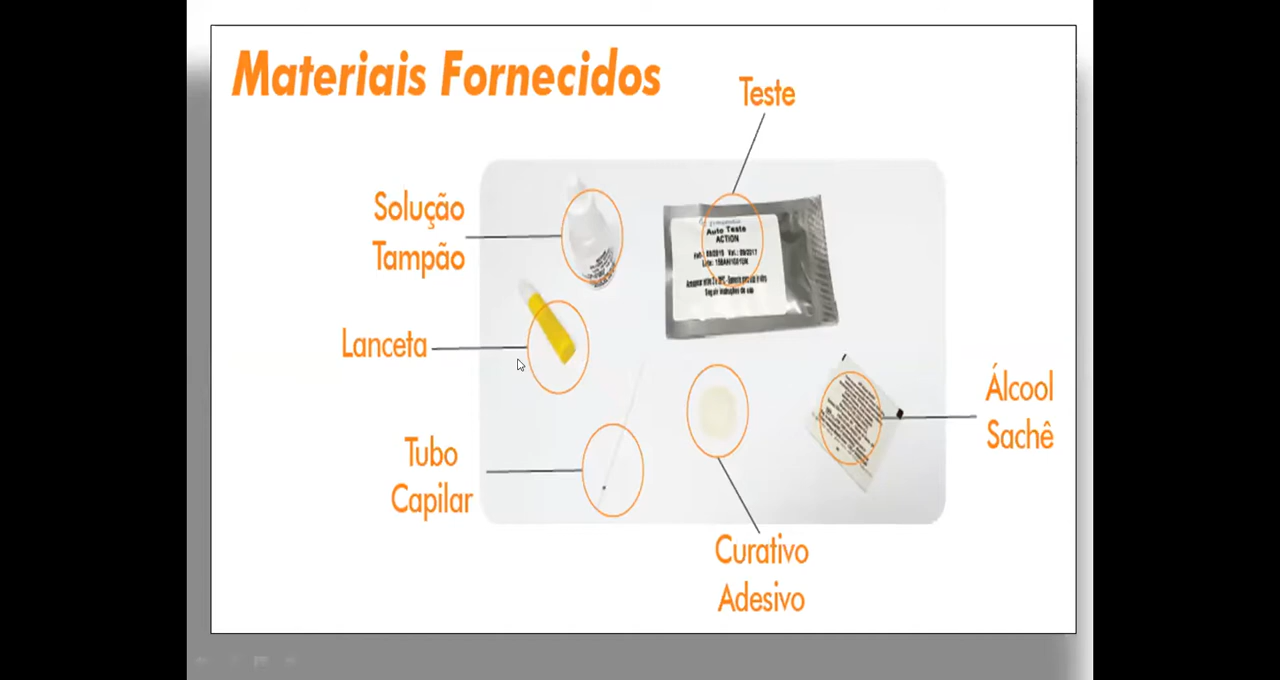 Materiais Fornecidos
Teste
Solução
Tampão
Auto Teste
ACTION
Lanceta
Álcool
Sachê
Tubo
Capilar
Curativo
Adesivo